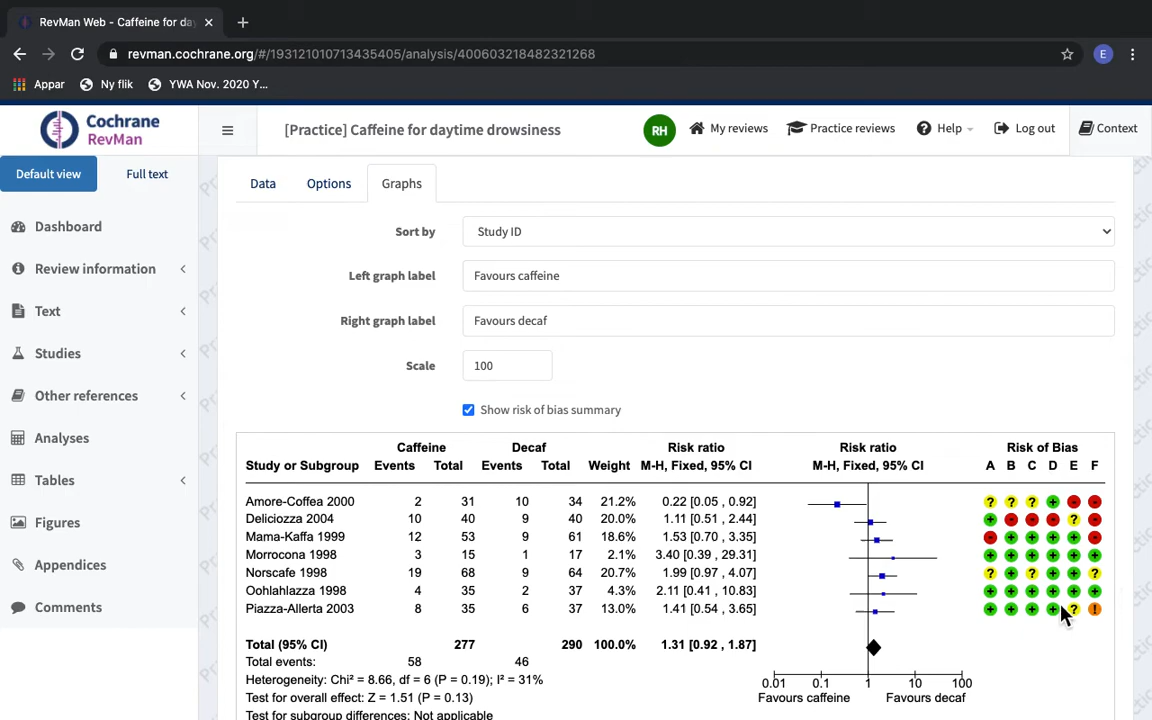 RevMan Web - Caffeine for da
revman.cochrane.org/#/193121010713435405/analysis/400603218482321268
E
Appar
Ny flik
YWA Nov. 2020 Y...
Cochrane
RevMan
[Practice] Caffeine for daytime drowsiness
RH
My reviews
Practice reviews
Help
Log out
Context
Default view
Full text
Dashboard
Review information
Text
Studies
Other references
Analyses
Tables
Figures
Appendices
Comments
Data Options Graphs
Sort by Study ID
Left graph label Favours caffeine
Right graph label Favours decaf
Scale 100
Show risk of bias summary
Caffeine Decaf Risk ratio Risk ratio Risk of Bias
Study or Subgroup Events Total Events Total Weight M-H, Fixed, 95% CI M-H, Fixed, 95% CI A B C D E F
Amore-Coffea 2000 2 31 10 34 21.2% 0.22 [0.05 , 0.92] ? ? ? + - -
Deliciozza 2004 10 40 9 40 20.0% 1.11 [0.51 , 2.44] + - - - ? -
Mama-Kaffa 1999 12 53 9 61 18.6% 1.53 [0.70 , 3.35] - + + + + -
Morrocona 1998 3 15 1 17 2.1% 3.40 [0.39 , 29.31] + + + + + +
Norscafe 1998 19 68 9 64 20.7% 1.99 [0.97 , 4.07] ? + ? + + ?
Oohlahlazza 1998 4 35 2 37 4.3% 2.11 [0.41 , 10.83] + + + + + +
Piazza-Allerta 2003 8 35 6 37 13.0% 1.41 [0.54 , 3.65] + + + + ? !
Total (95% CI) 277 290 100.0% 1.31 [0.92 , 1.87]
Total events: 58 46
Heterogeneity: Chi² = 8.66, df = 6 (P = 0.19); I² = 31%
0.01 0.1 1 10 100
Test for overall effect: Z = 1.51 (P = 0.13)
Favours caffeine Favours decaf
Test for subgroup differences: Not applicable